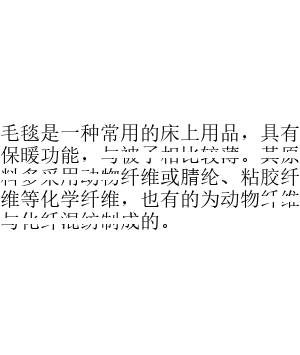 毛毯是一种常用的床上用品，具有
保暖功能，与被子相比较薄。其原
料多采用动物纤维或腈纶、粘胶纤
维等化学纤维，也有的为动物纤维
与化纤混纺制成的。